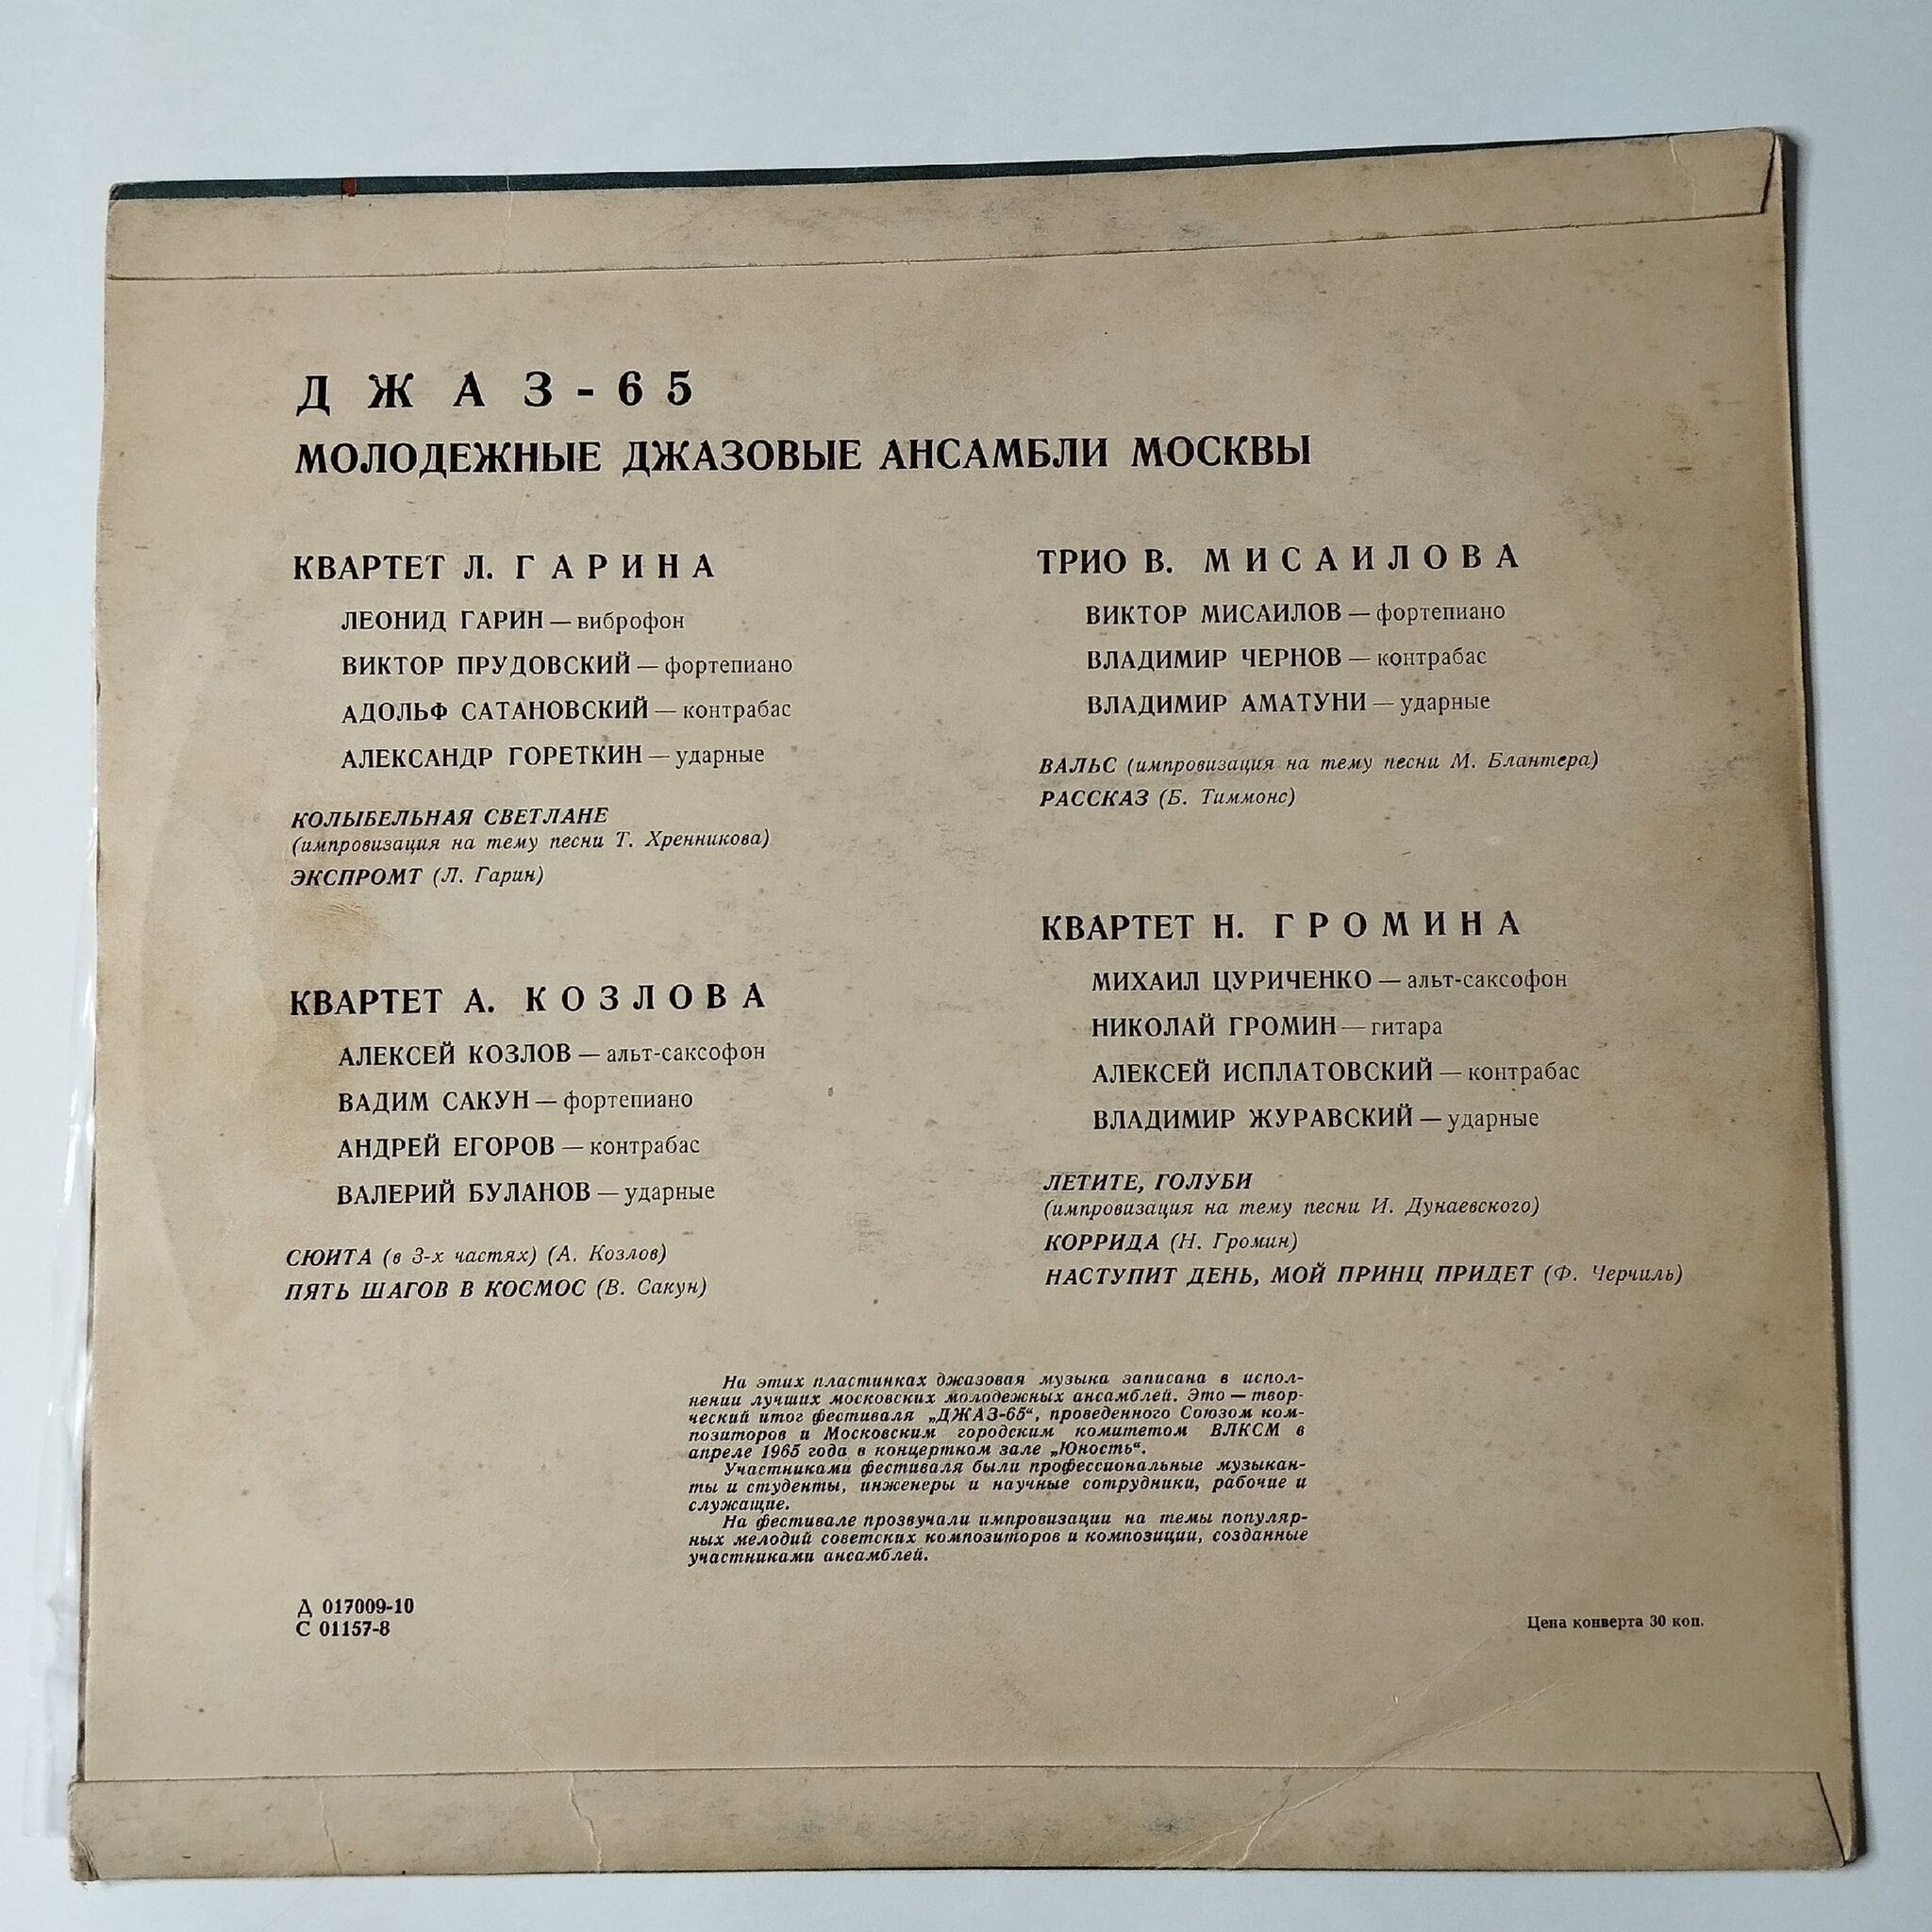 ДЖАЗ-65
МОЛОДЕЖНЫЕ ДЖАЗОВЫЕ АНСАМБЛИ МОСКВЫ
КВАРТЕТ Л. ГАРИНА
ЛЕОНИД ГАРИН — виброфон
ВИКТОР ПРУДОВСКИЙ — фортепиано
АДОЛЬФ САТАНОВСКИЙ — контрабас
АЛЕКСАНДР ГОРЕТКИН — ударные
КОЛЫБЕЛЬНАЯ СВЕТЛАНЕ
(импровизация на тему песни Т. Хренникова)
ЭКСПРОМТ (Л. Гарин)
КВАРТЕТ А. КОЗЛОВА
АЛЕКСЕЙ КОЗЛОВ — альт-саксофон
ВАДИМ САКУН — фортепиано
АНДРЕЙ ЕГОРОВ — контрабас
ВАЛЕРИЙ БУЛАНОВ — ударные
СЮИТА (в 3-х частях) (А. Козлов)
ПЯТЬ ШАГОВ В КОСМОС (В. Сакун)
ТРИО В. МИСАИЛОВА
ВИКТОР МИСАИЛОВ — фортепиано
ВЛАДИМИР ЧЕРНОВ — контрабас
ВЛАДИМИР АМАТУНИ — ударные
ВАЛЬС (импровизация на тему песни М. Блантера)
РАССКАЗ (Б. Тиммонс)
КВАРТЕТ Н. ГРОМИНА
МИХАИЛ ЦУРИЧЕНКО — альт-саксофон
НИКОЛАЙ ГРОМИН — гитара
АЛЕКСЕЙ ИСПЛАТОВСКИЙ — контрабас
ВЛАДИМИР ЖУРАВСКИЙ — ударные
ЛЕТИТЕ, ГОЛУБИ
(импровизация на тему песни И. Дунаевского)
КОРРИДА (Н. Громин)
НАСТУПИТ ДЕНЬ, МОЙ ПРИНЦ ПРИДЕТ (Ф. Черчиль)
На этих пластинках джазовая музыка записана в испол-
нении лучших московских молодежных ансамблей. Это — твор-
ческий итог фестиваля „ДЖАЗ-65“, проведенного Союзом ком-
позиторов и Московским городским комитетом ВЛКСМ в
апреле 1965 года в концертном зале „Юность“.
Участниками фестиваля были профессиональные музыкан-
ты и студенты, инженеры и научные сотрудники, рабочие и
служащие.
На фестивале прозвучали импровизации на темы популяр-
ных мелодий советских композиторов и композиции, созданные
участниками ансамблей.
Д 017009-10
С 01157-8
Цена конверта 30 коп.